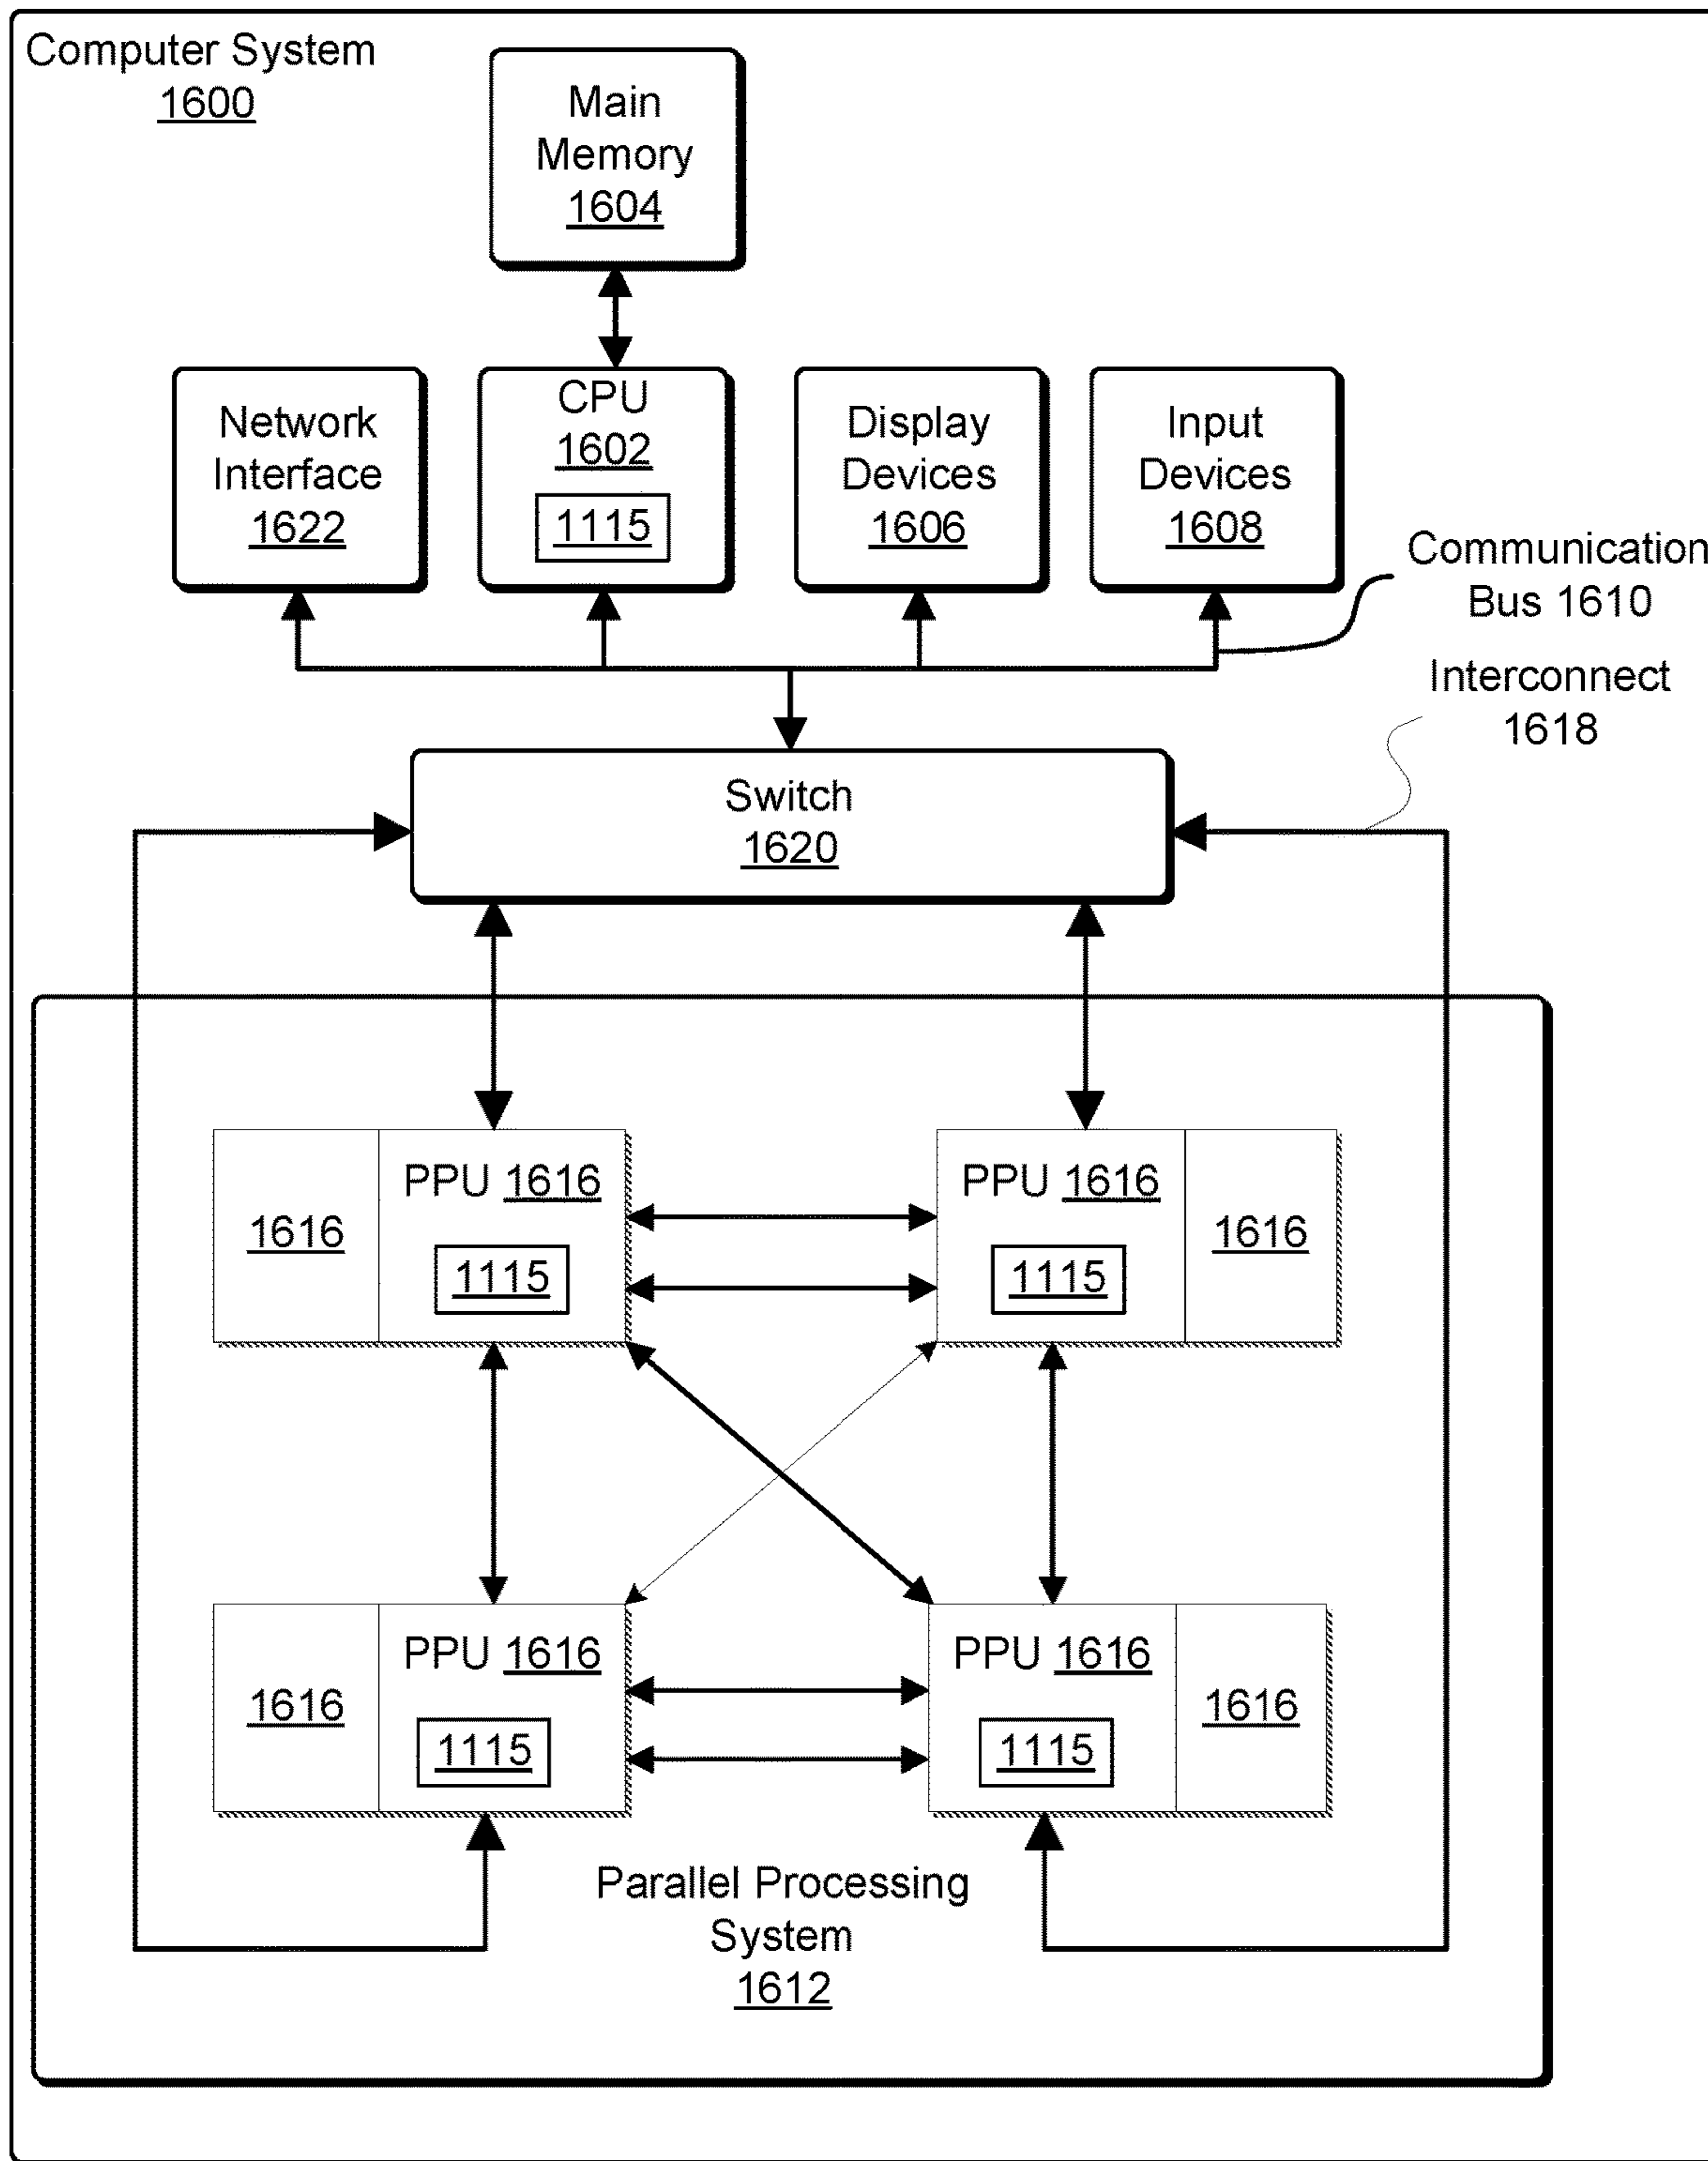 Computer System
1600
Main
Memory
1604
Network
Interface
1622
CPU
1602
1115
Display
Devices
1606
Input
Devices
1608
Communication
Bus 1610
Interconnect
1618
Switch
1620
1616
PPU 1616
1115
PPU 1616
1115
1616
1616
PPU 1616
1115
PPU 1616
1115
1616
Parallel Processing
System
1612